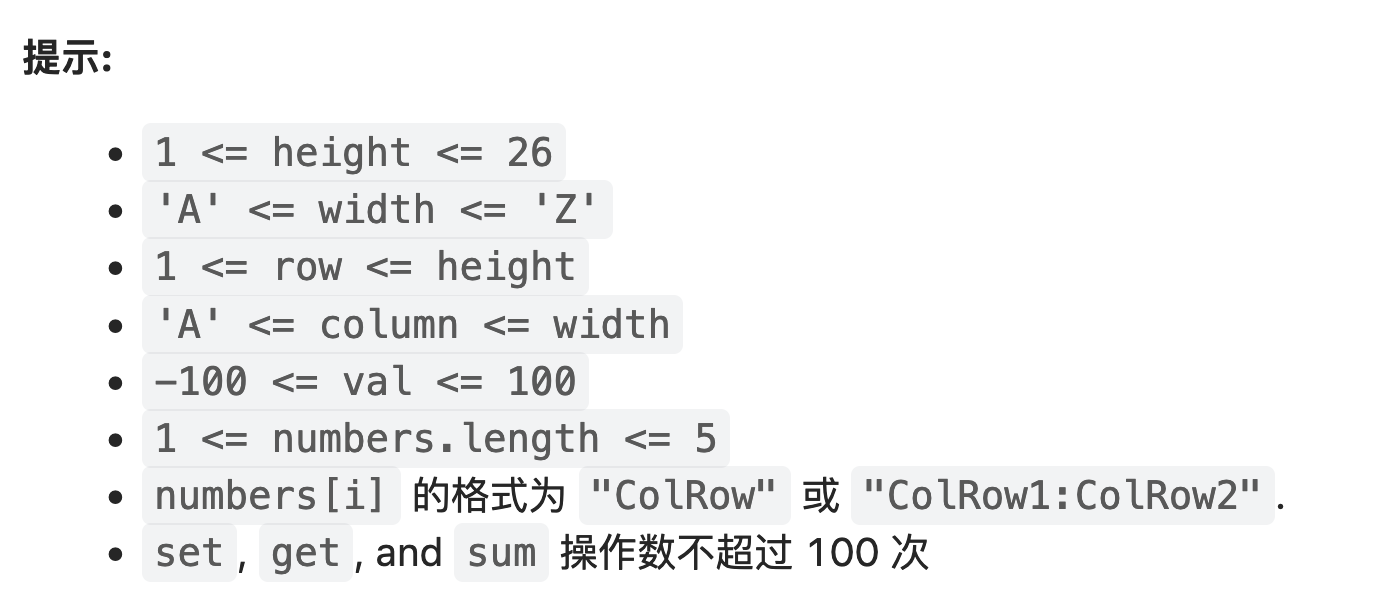 提示:
• 1 <= height <= 26
• 'A' <= width <= 'Z'
• 1 <= row <= height
• 'A' <= column <= width
• -100 <= val <= 100
• 1 <= numbers.length <= 5
• numbers[i] 的格式为 "ColRow" 或 "ColRow1:ColRow2".
• set, get, and sum 操作数不超过 100 次